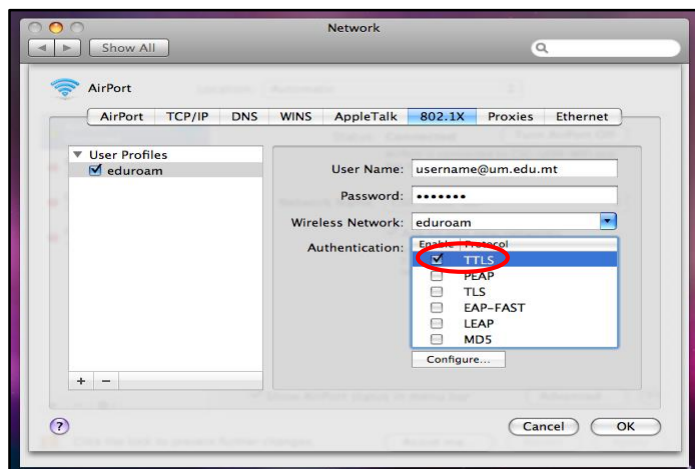 Network
Show All
AirPort
AirPort TCP/IP DNS WINS AppleTalk 802.1X Proxies Ethernet
User Profiles
eduroam
User Name: username@um.edu.mt
Password: •••••••
Wireless Network: eduroam
Authentication: Enable Protocol
TTLS
PEAP
TLS
EAP-FAST
LEAP
MD5
Configure...
+ −
? Cancel OK